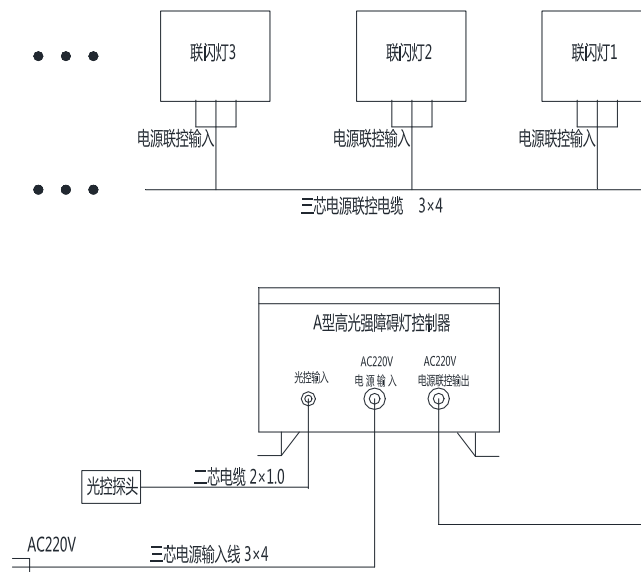 联闪灯3
联闪灯2
联闪灯1
电源联控输入
电源联控输入
电源联控输入
三芯电源联控电缆 3×4
A型高光强障碍灯控制器
光控输入
AC220V
电源输入
AC220V
电源联控输出
二芯电缆 2×1.0
光控探头
AC220V
三芯电源输入线 3×4